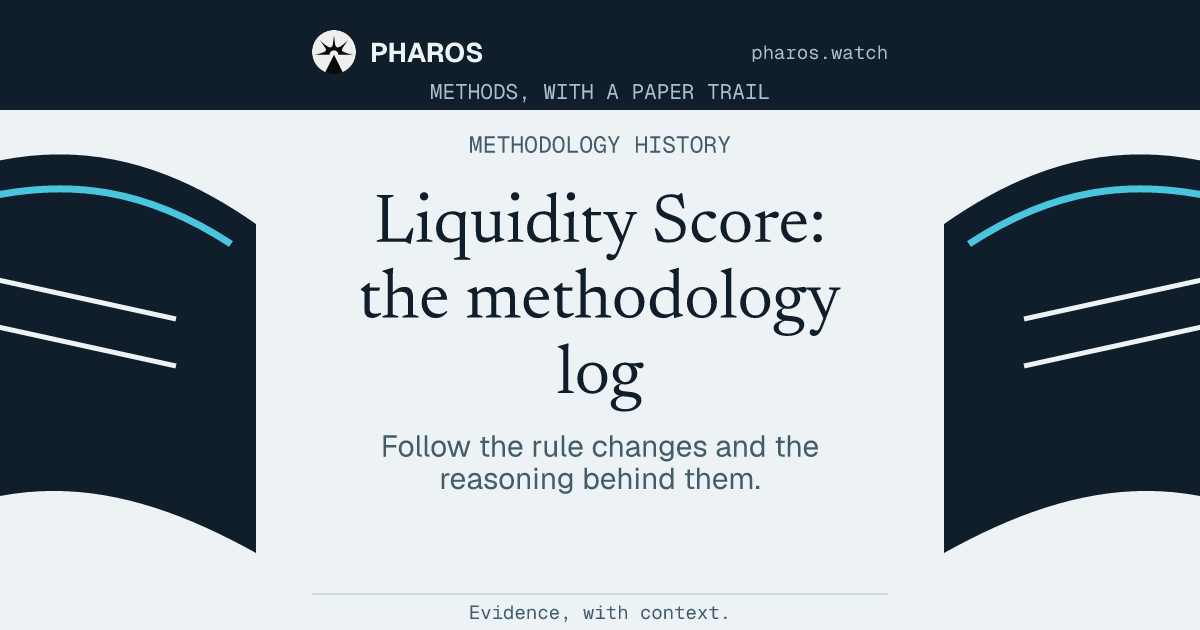 PHAROS
pharos.watch
METHODS, WITH A PAPER TRAIL
METHODOLOGY HISTORY
Liquidity Score:
the methodology
log
Follow the rule changes and the
reasoning behind them.
Evidence, with context.